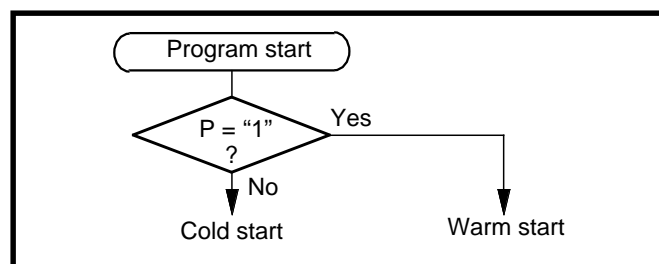 Program start
P = “1”
?
Yes
No
Cold start
Warm start